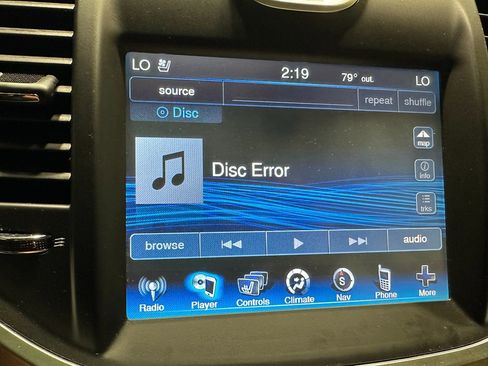 LO 2:19 79° out. LO
source repeat shuffle
Disc
map
Disc Error
info
trks
browse audio
Radio Player Controls Climate Nav Phone More
S